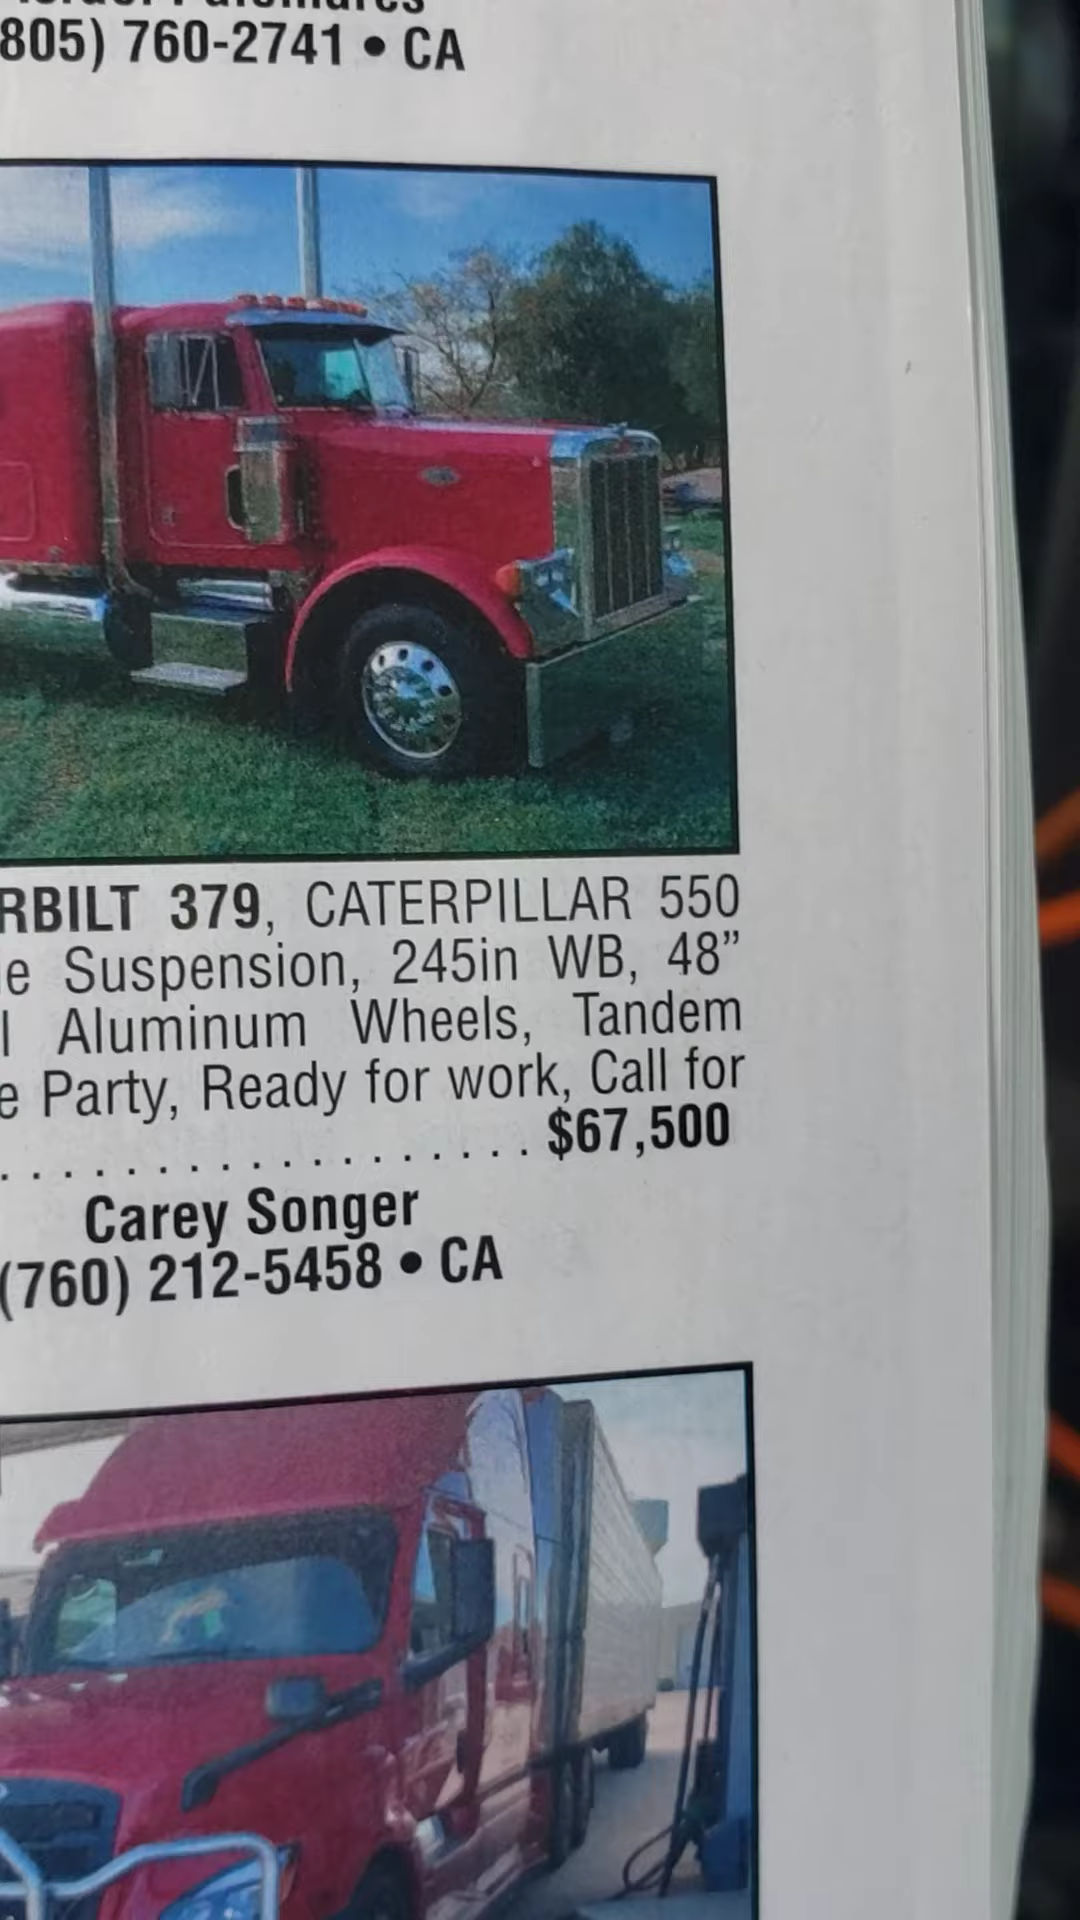 (805) 760-2741 • CA
RBILT 379, CATERPILLAR 550
e Suspension, 245in WB, 48”
l Aluminum Wheels, Tandem
e Party, Ready for work, Call for
. . . . . . . . . . . . . . . . . . $67,500
Carey Songer
(760) 212-5458 • CA